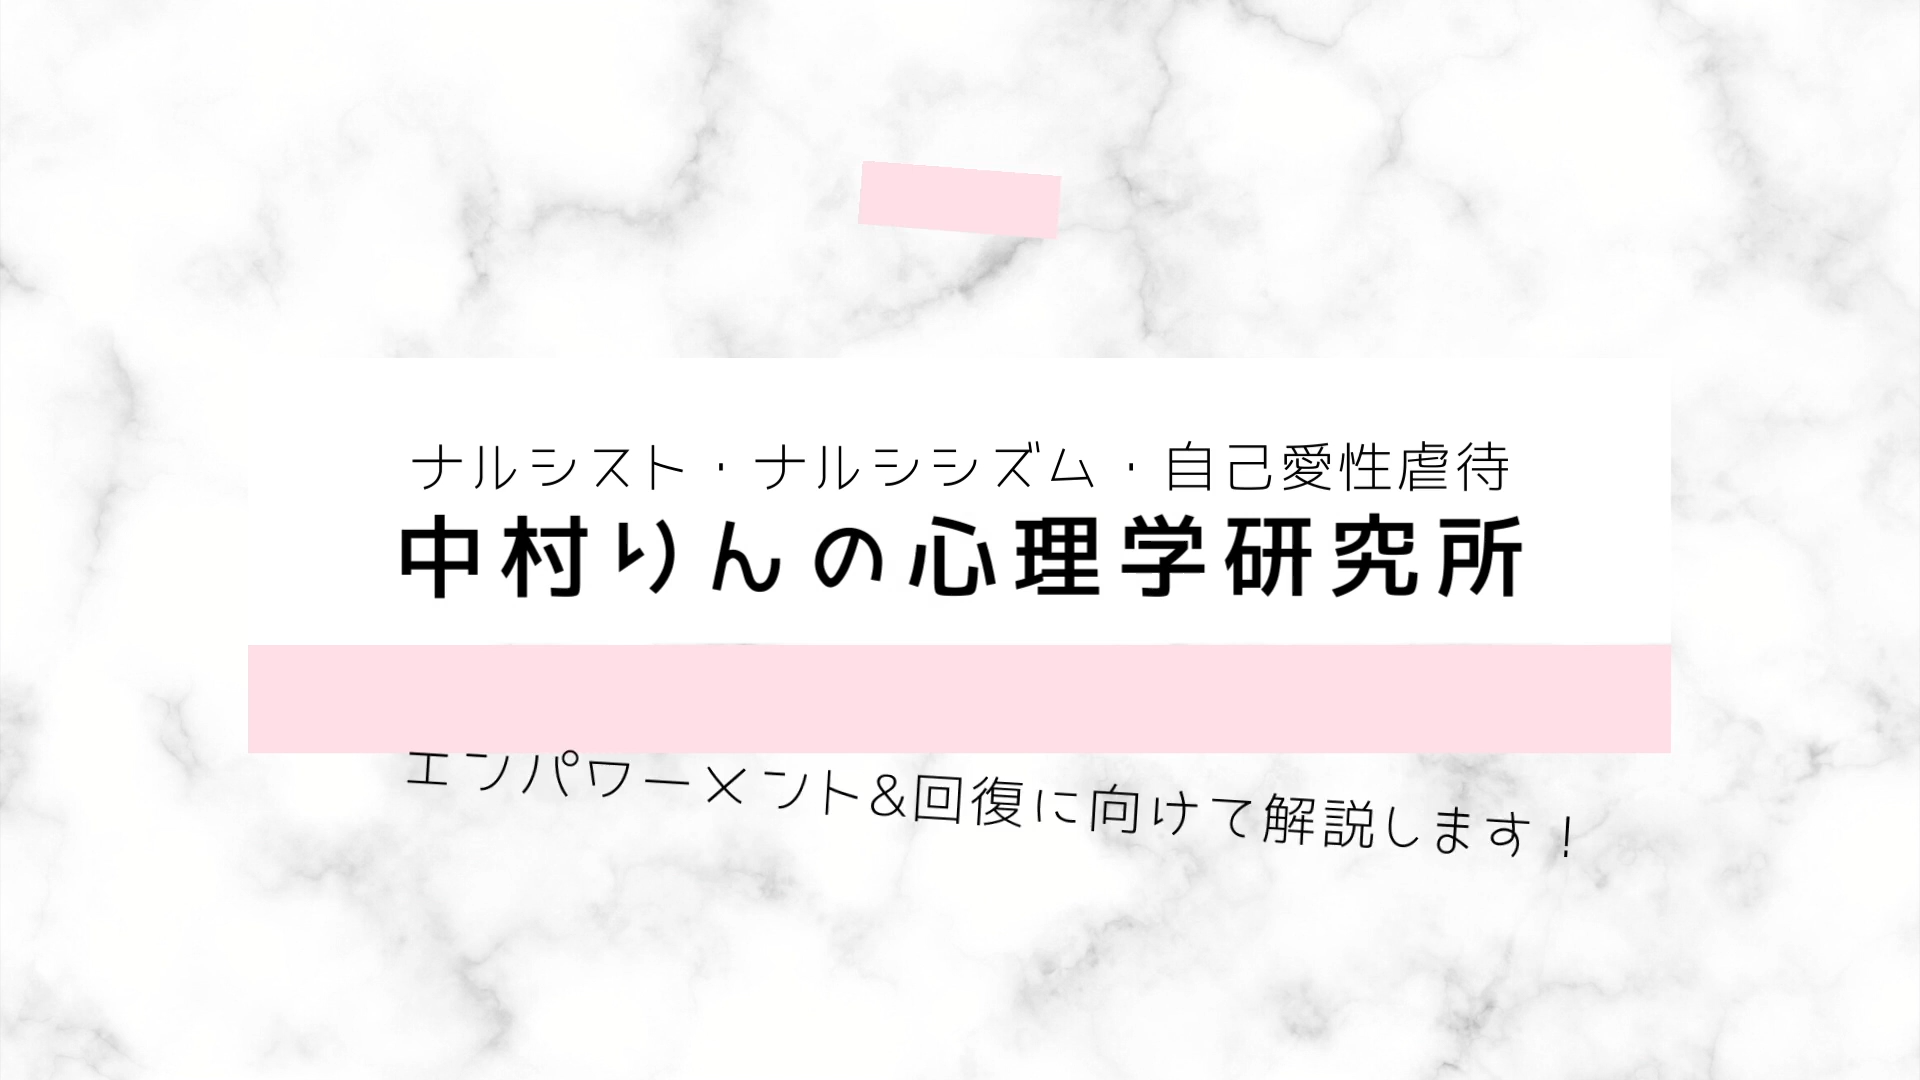 ナルシスト・ナルシシズム・自己愛性虐待
中村りんの心理学研究所
エンパワーメント&回復に向けて解説します！